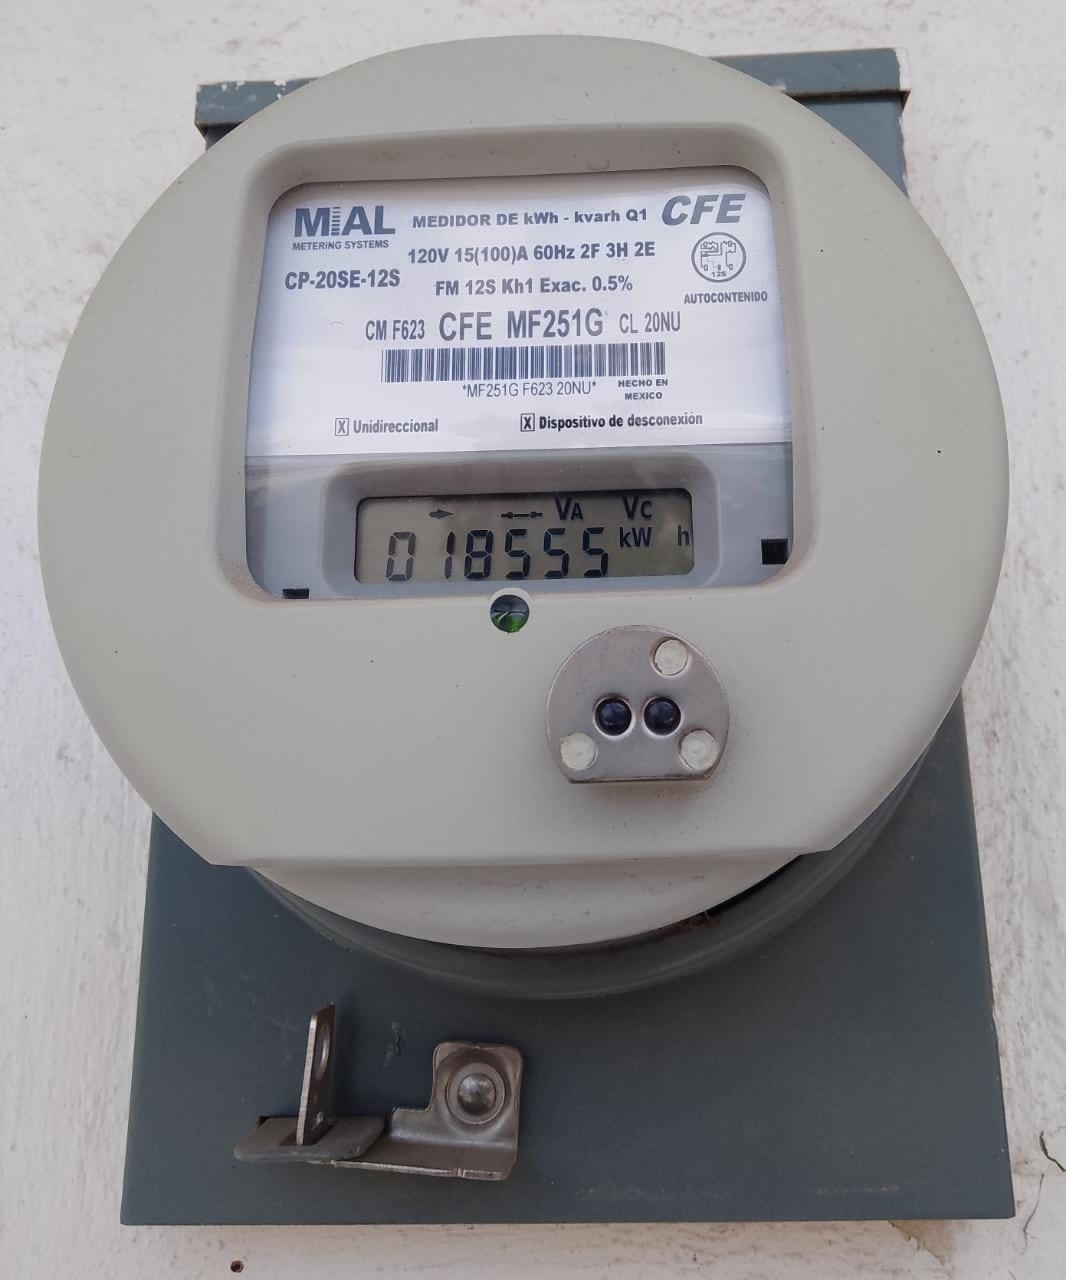 MIAL
METERING SYSTEMS
MEDIDOR DE kWh - kvarh Q1
CFE
120V 15(100)A 60Hz 2F 3H 2E
CP-20SE-12S
FM 12S Kh1 Exac. 0.5%
12S
AUTOCONTENIDO
CM F623 CFE MF251G CL 20NU
*MF251G F623 20NU*
HECHO EN
MEXICO
X Unidireccional
X Dispositivo de desconexión
VA VC
018555 kW h